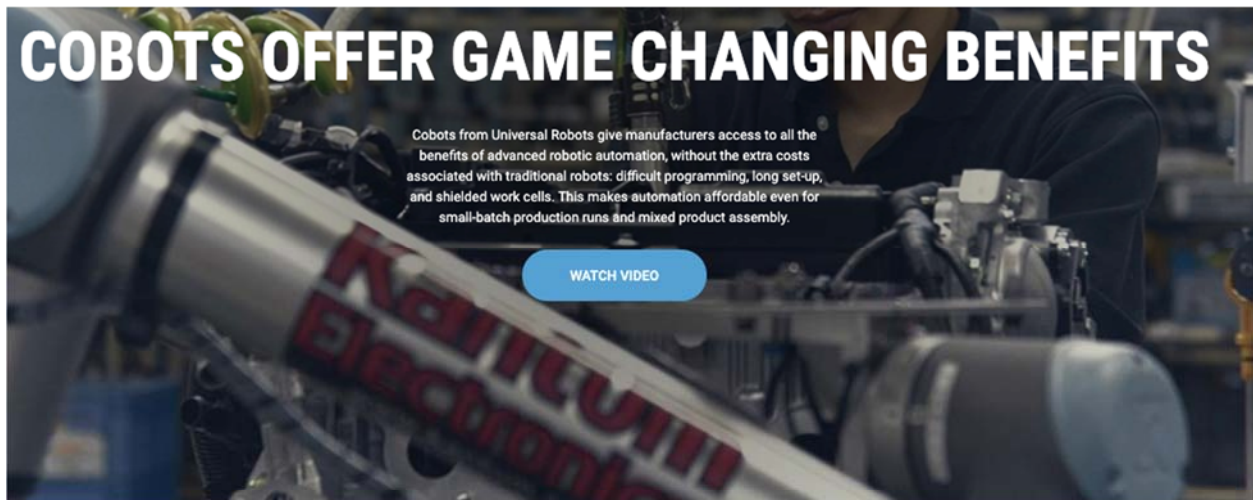 COBOTS OFFER GAME CHANGING BENEFITS
Cobots from Universal Robots give manufacturers access to all the
benefits of advanced robotic automation, without the extra costs
associated with traditional robots: difficult programming, long set-up,
and shielded work cells. This makes automation affordable even for
small-batch production runs and mixed product assembly.
WATCH VIDEO
Kantum
Electronic